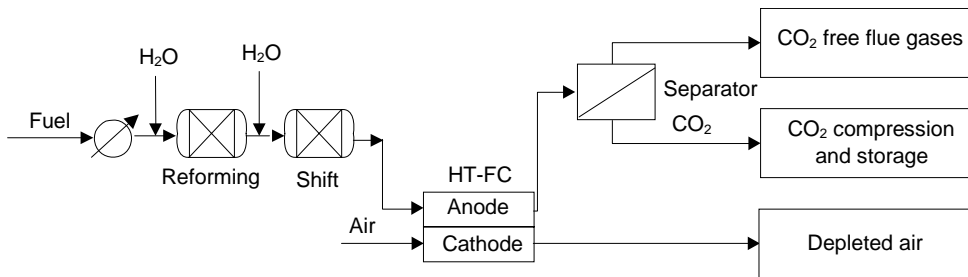 CO₂ free flue gases
H₂O
H₂O
Separator
Fuel
CO₂
CO₂ compression
and storage
Reforming
Shift
HT-FC
Anode
Air
Cathode
Depleted air